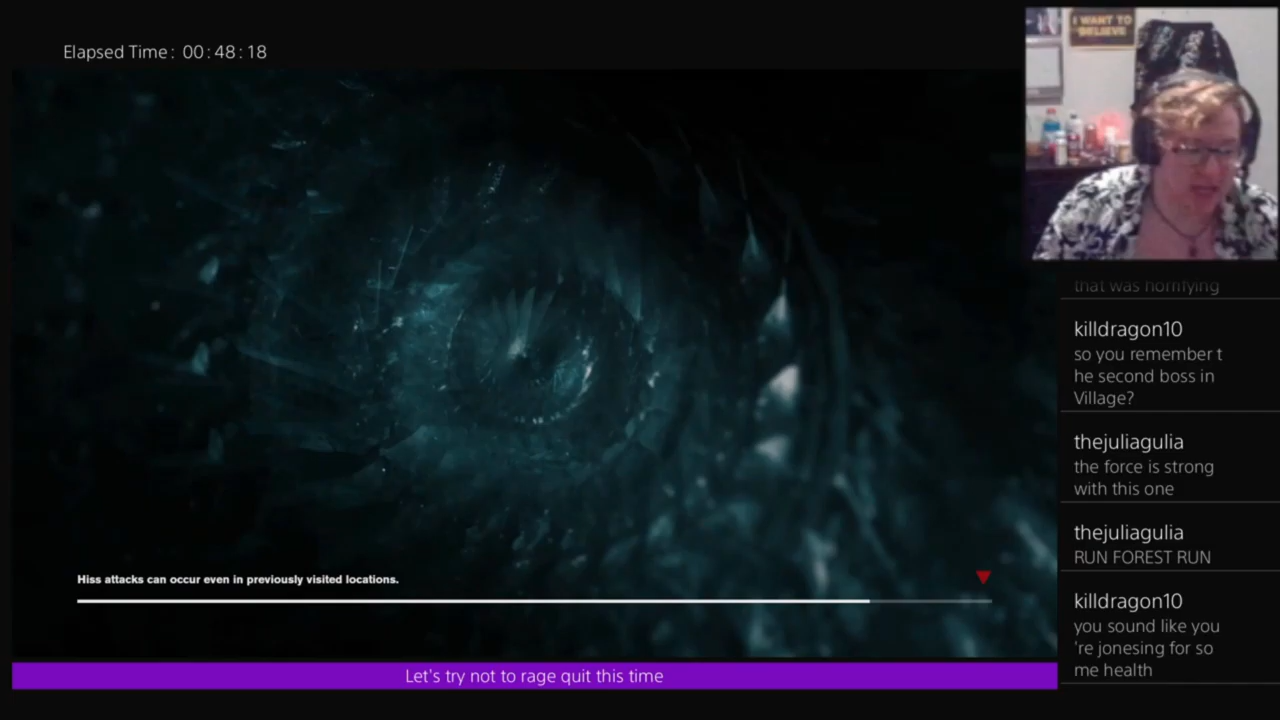 Elapsed Time: 00:48:18
I WANT TO
BELIEVE
that was horrifying
killdragon10
so you remember t
he second boss in
Village?
thejuliagulia
the force is strong
with this one
thejuliagulia
RUN FOREST RUN
killdragon10
you sound like you
're jonesing for so
me health
Hiss attacks can occur even in previously visited locations.
Let's try not to rage quit this time